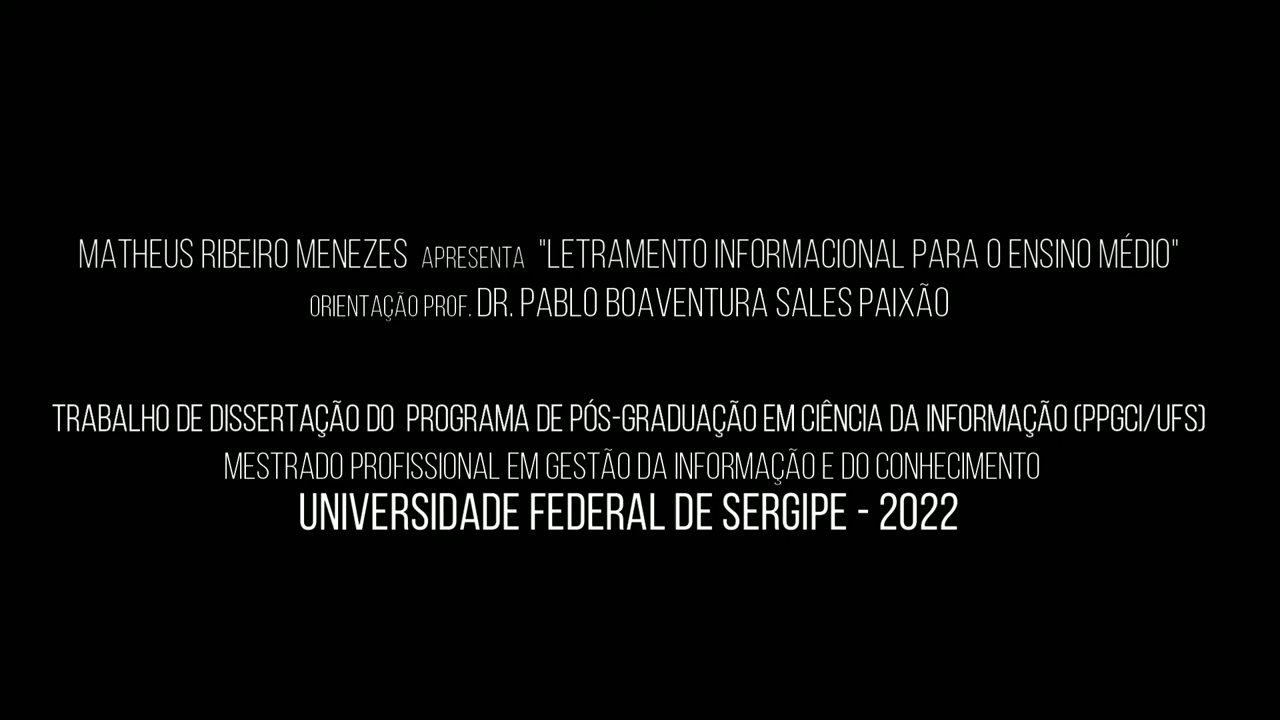 MATHEUS RIBEIRO MENEZES APRESENTA "LETRAMENTO INFORMACIONAL PARA O ENSINO MÉDIO"
ORIENTAÇÃO PROF. DR. PABLO BOAVENTURA SALES PAIXÃO
TRABALHO DE DISSERTAÇÃO DO PROGRAMA DE PÓS-GRADUAÇÃO EM CIÊNCIA DA INFORMAÇÃO (PPGCI/UFS)
MESTRADO PROFISSIONAL EM GESTÃO DA INFORMAÇÃO E DO CONHECIMENTO
UNIVERSIDADE FEDERAL DE SERGIPE - 2022